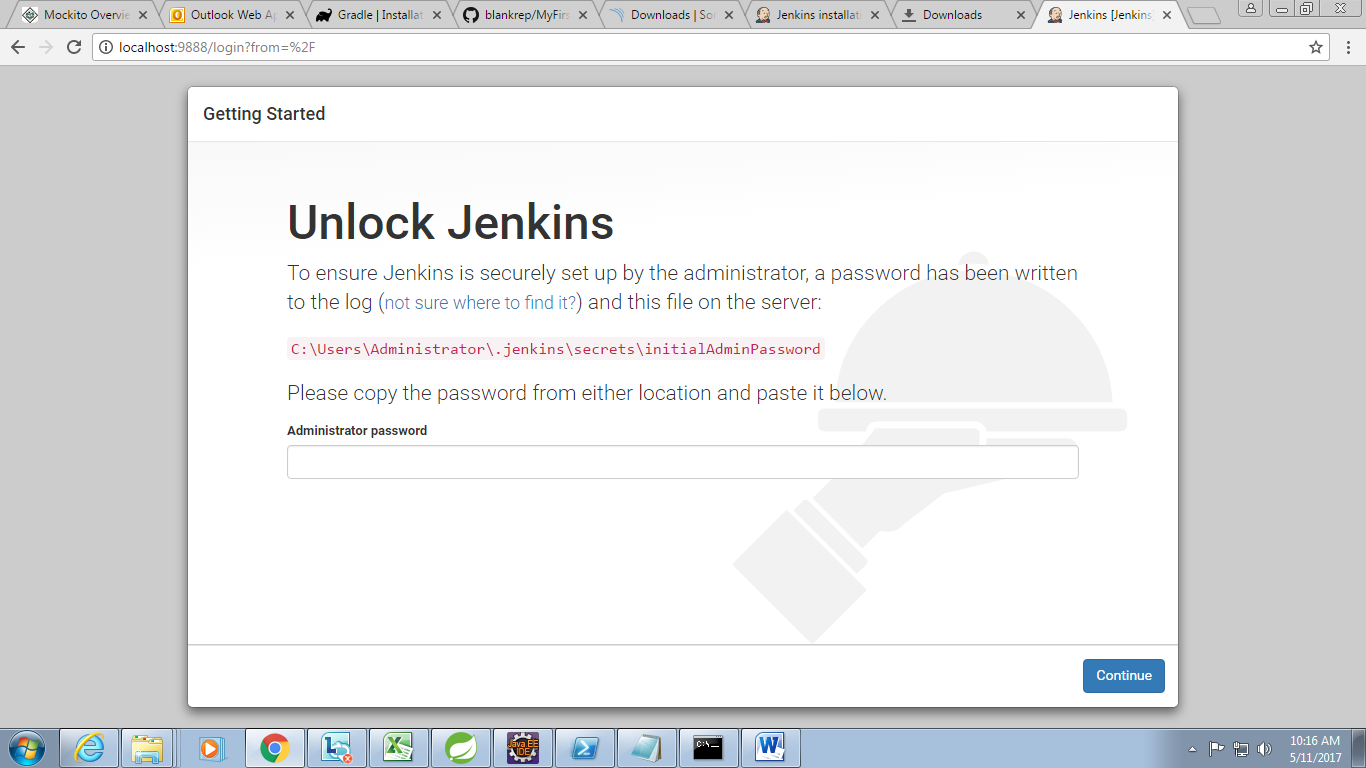 Mockito Overvie
Outlook Web Ap
Gradle | Installat
blankrep/MyFirs
Downloads | Son
Jenkins installati
Downloads
Jenkins [Jenkins]
localhost:9888/login?from=%2F
Getting Started
Unlock Jenkins
To ensure Jenkins is securely set up by the administrator, a password has been written
to the log (not sure where to find it?) and this file on the server:
C:\Users\Administrator\.jenkins\secrets\initialAdminPassword
Please copy the password from either location and paste it below.
Administrator password
Continue
Java EE
IDE
C:\_
10:16 AM
5/11/2017